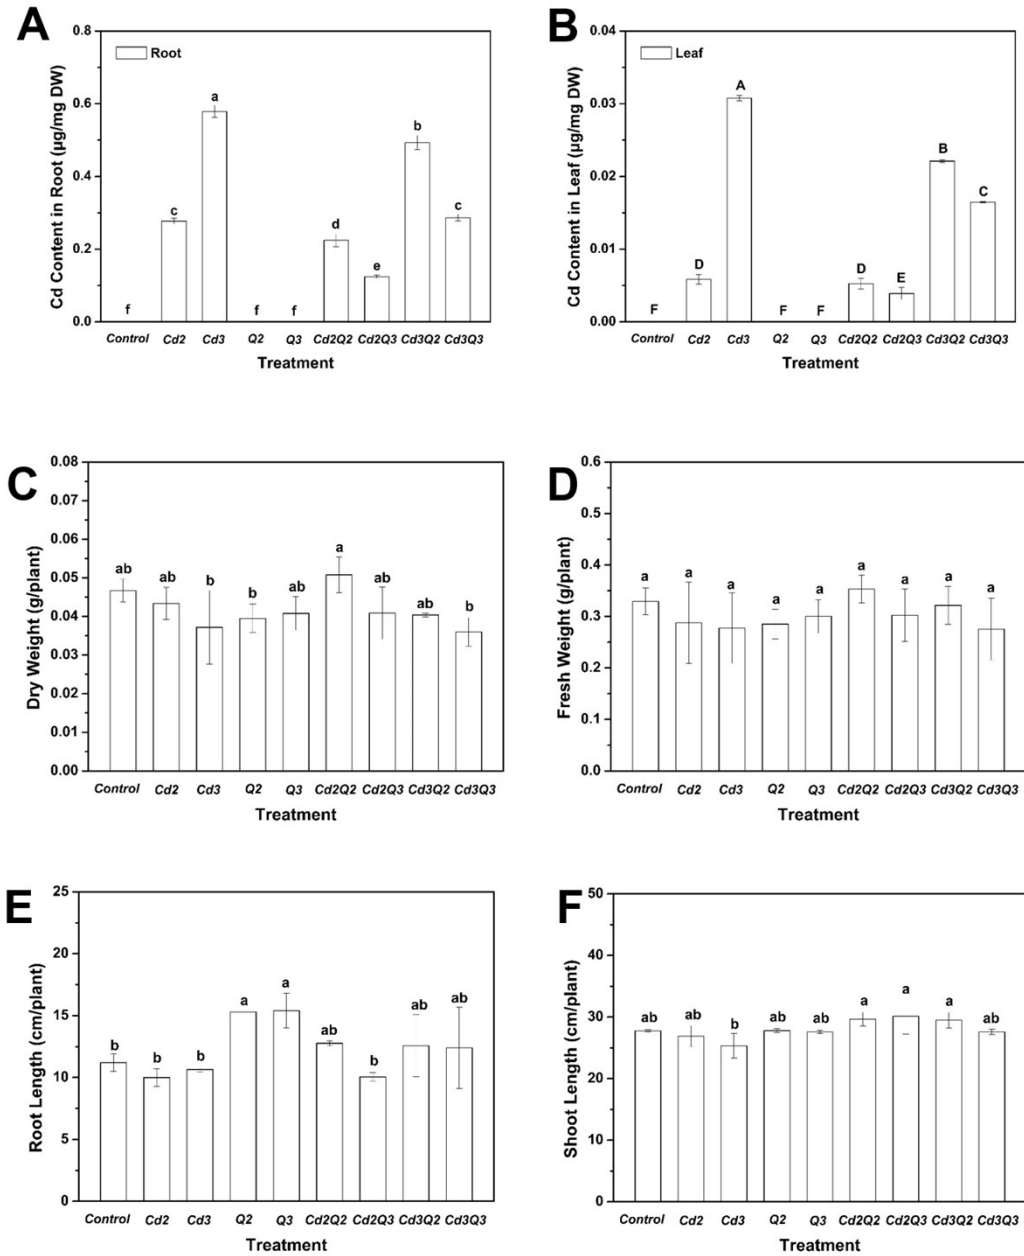 A
Cd Content in Root (µg/mg DW)
0.8
0.6
0.4
0.2
0.0
Root
f
c
a
f
f
d
e
b
c
Control Cd2 Cd3 Q2 Q3 Cd2Q2 Cd2Q3 Cd3Q2 Cd3Q3
Treatment
B
Cd Content in Leaf (µg/mg DW)
0.04
0.03
0.02
0.01
0.00
Leaf
F
D
A
F
F
D
E
B
C
Control Cd2 Cd3 Q2 Q3 Cd2Q2 Cd2Q3 Cd3Q2 Cd3Q3
Treatment
C
Dry Weight (g/plant)
0.08
0.07
0.06
0.05
0.04
0.03
0.02
0.01
0.00
ab
ab
b
b
ab
a
ab
ab
b
Control Cd2 Cd3 Q2 Q3 Cd2Q2 Cd2Q3 Cd3Q2 Cd3Q3
Treatment
D
Fresh Weight (g/plant)
0.6
0.5
0.4
0.3
0.2
0.1
0.0
a
a
a
a
a
a
a
a
a
Control Cd2 Cd3 Q2 Q3 Cd2Q2 Cd2Q3 Cd3Q2 Cd3Q3
Treatment
E
Root Length (cm/plant)
25
20
15
10
5
0
b
b
b
a
a
ab
b
ab
ab
Control Cd2 Cd3 Q2 Q3 Cd2Q2 Cd2Q3 Cd3Q2 Cd3Q3
Treatment
F
Shoot Length (cm/plant)
50
40
30
20
10
0
ab
ab
b
ab
ab
a
a
a
ab
Control Cd2 Cd3 Q2 Q3 Cd2Q2 Cd2Q3 Cd3Q2 Cd3Q3
Treatment